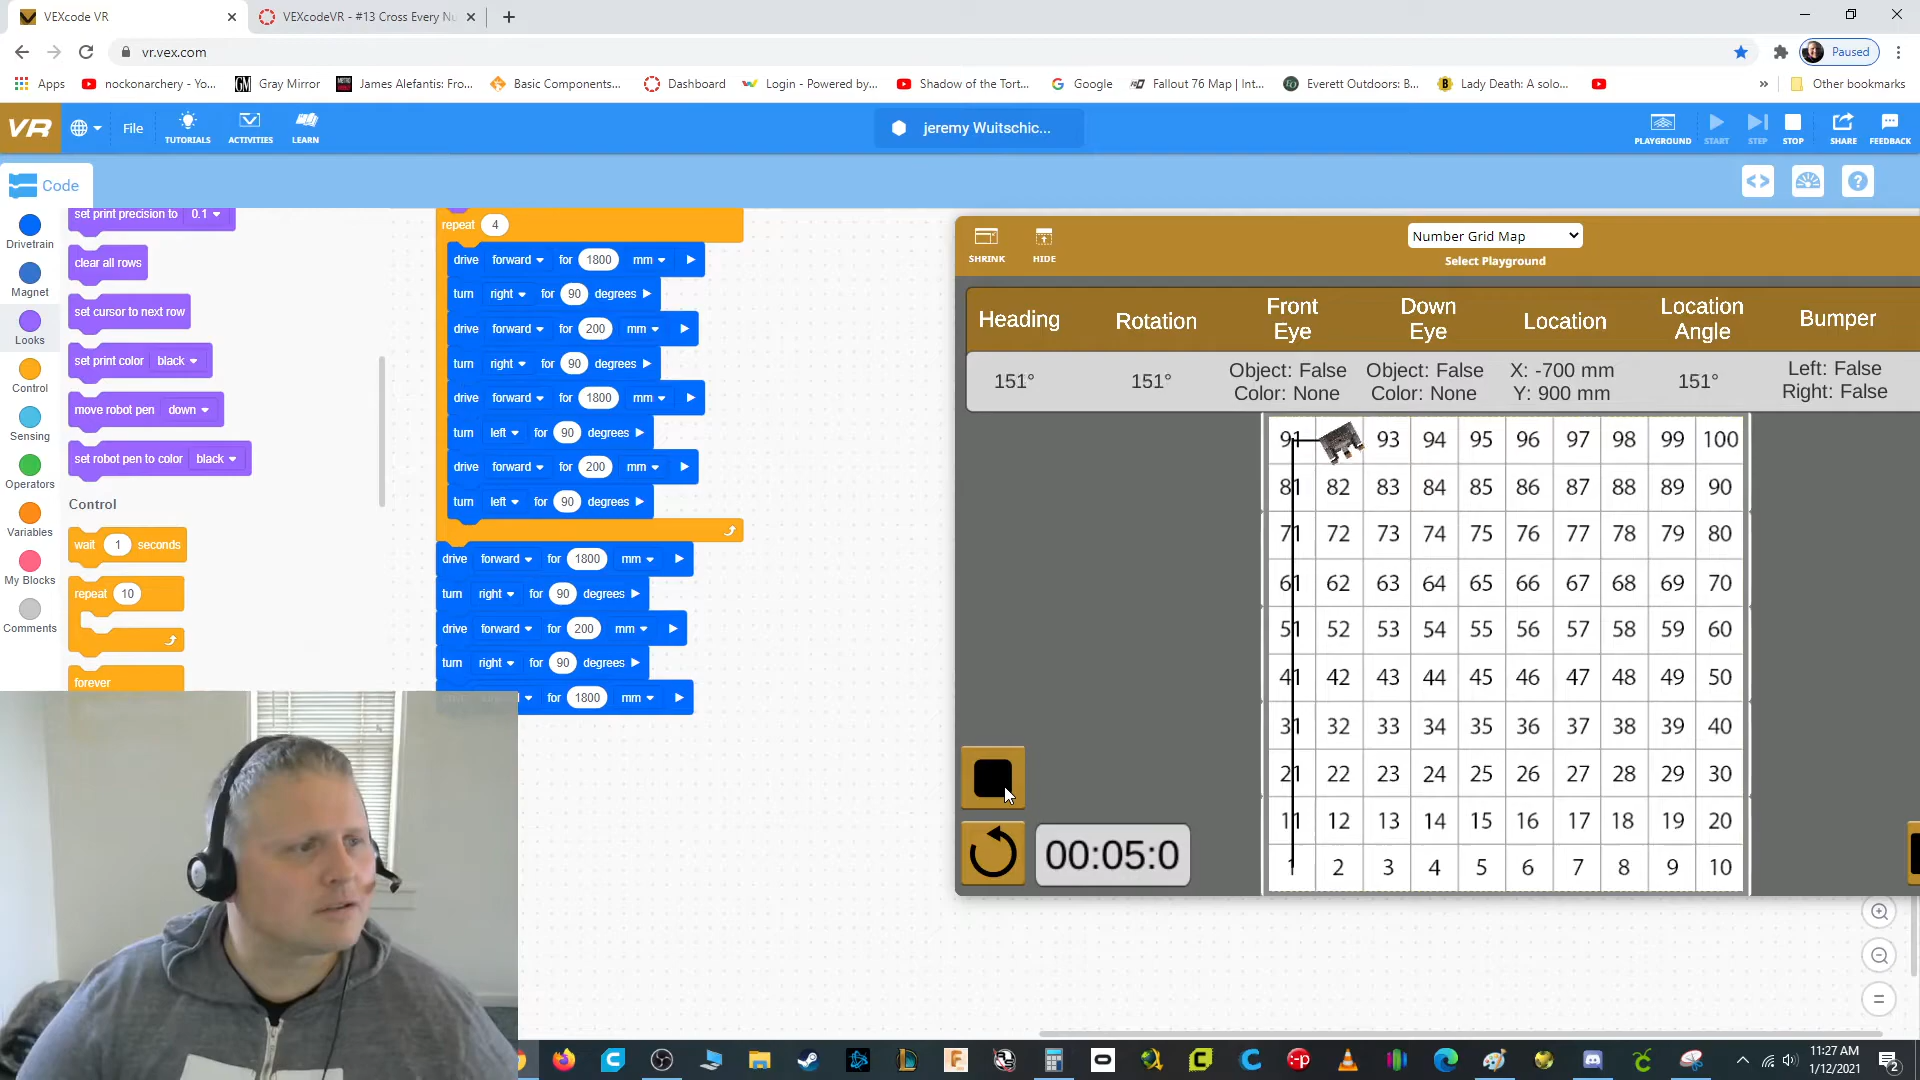 VEXcode VR
VEXcodeVR - #13 Cross Every Nu
vr.vex.com
Paused
Apps
nockonarchery - Yo...
Gray Mirror
James Alefantis: Fro...
Basic Components...
Dashboard
Login - Powered by...
Shadow of the Tort...
Google
Fallout 76 Map | Int...
Everett Outdoors: B...
Lady Death: A solo...
»
Other bookmarks
VR
File
TUTORIALS
ACTIVITIES
LEARN
jeremy Wuitschic...
PLAYGROUND
START
STEP
STOP
SHARE
FEEDBACK
Code
Drivetrain
Magnet
Looks
Control
Sensing
Operators
Variables
My Blocks
Comments
set print precision to 0.1
clear all rows
set cursor to next row
set print color black
move robot pen down
set robot pen to color black
Control
wait 1 seconds
repeat 10
forever
repeat 4
drive forward for 1800 mm
turn right for 90 degrees
drive forward for 200 mm
turn right for 90 degrees
drive forward for 1800 mm
turn left for 90 degrees
drive forward for 200 mm
turn left for 90 degrees
drive forward for 1800 mm
turn right for 90 degrees
drive forward for 200 mm
turn right for 90 degrees
for 1800 mm
SHRINK
HIDE
Number Grid Map
Select Playground
Heading Rotation Front Eye Down Eye Location Location Angle Bumper
151° 151° Object: False Color: None Object: False Color: None X: -700 mm Y: 900 mm 151° Left: False Right: False
91 93 94 95 96 97 98 99 100
81 82 83 84 85 86 87 88 89 90
71 72 73 74 75 76 77 78 79 80
61 62 63 64 65 66 67 68 69 70
51 52 53 54 55 56 57 58 59 60
41 42 43 44 45 46 47 48 49 50
31 32 33 34 35 36 37 38 39 40
21 22 23 24 25 26 27 28 29 30
11 12 13 14 15 16 17 18 19 20
1 2 3 4 5 6 7 8 9 10
00:05:0
11:27 AM
1/12/2021
2